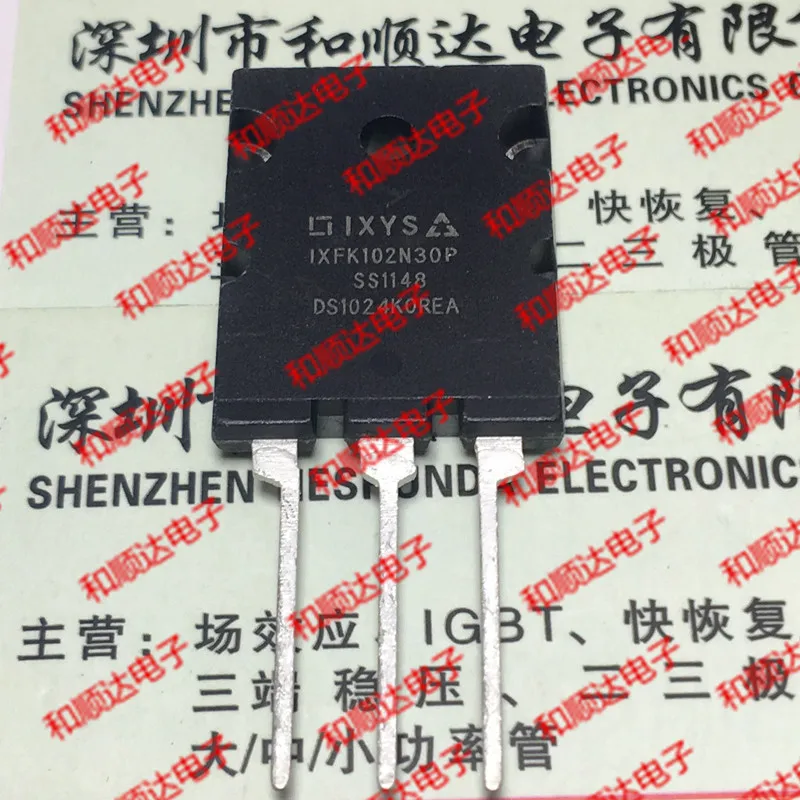 深圳市和顺达电子有限
SHENZHEN ELECTRONICS C
主营：场 快恢复、
二三极管
IXYS
IXFK102N30P
SS1148
DS1024KOREA
深圳 电子有限
SHENZHEN HESHUNDA ELECTRONICS
主营：场效应、IGBT、快恢复
三端稳压、二三极
大/中/小功率管
和顺达电子